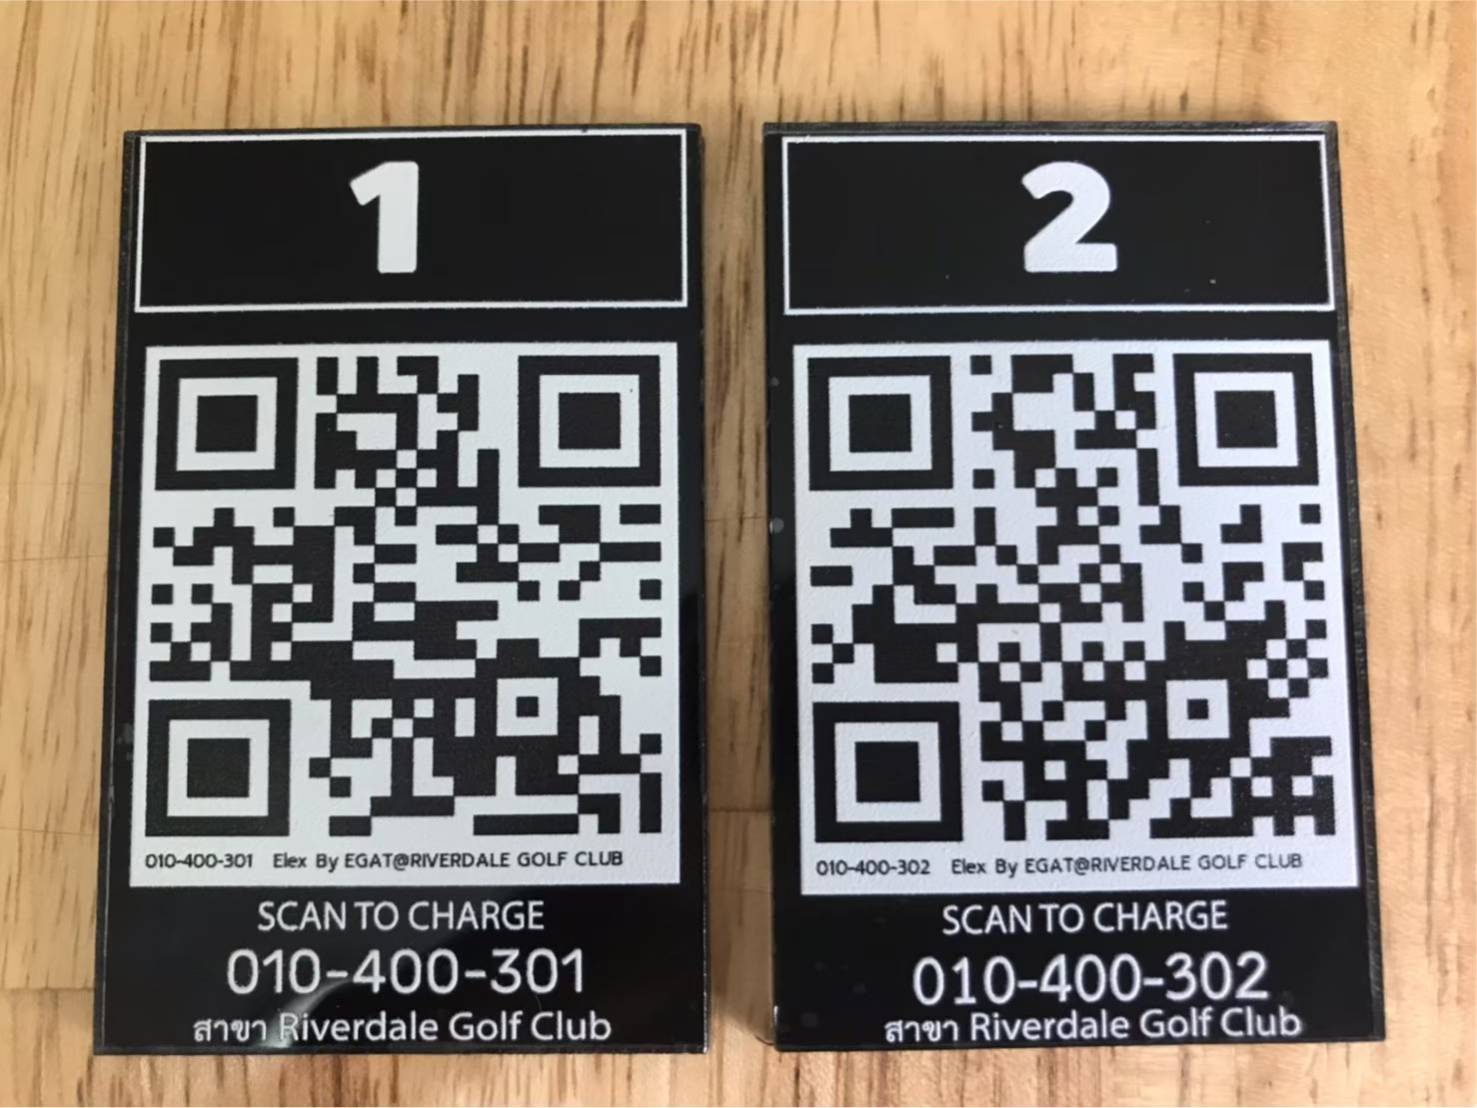 1
010-400-301 Elex By EGAT@RIVERDALE GOLF CLUB
SCAN TO CHARGE
010-400-301
สาขา Riverdale Golf Club
2
010-400-302 Elex By EGAT@RIVERDALE GOLF CLUB
SCAN TO CHARGE
010-400-302
สาขา Riverdale Golf Club